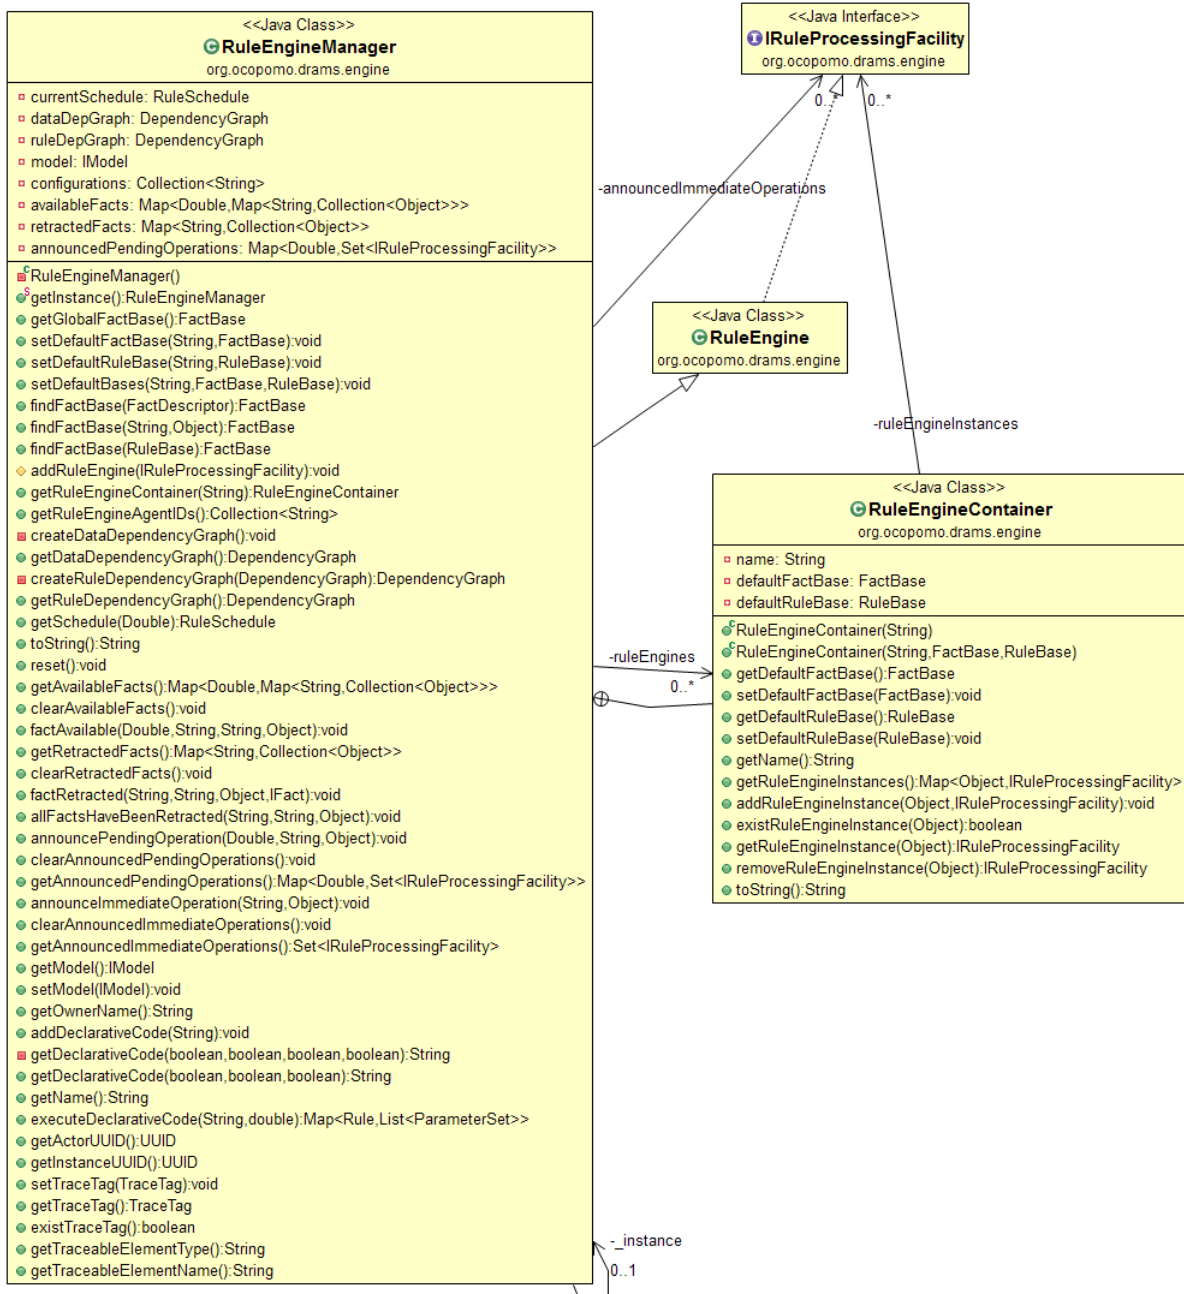 <<Java Class>>
RuleEngineManager
org.ocopomo.drams.engine
currentSchedule: RuleSchedule
dataDepGraph: DependencyGraph
ruleDepGraph: DependencyGraph
model: IModel
configurations: Collection<String>
availableFacts: Map<Double,Map<String,Collection<Object>>>
retractedFacts: Map<String,Collection<Object>>
announcedPendingOperations: Map<Double,Set<IRuleProcessingFacility>>
RuleEngineManager()
getInstance():RuleEngineManager
getGlobalFactBase():FactBase
setDefaultFactBase(String,FactBase):void
setDefaultRuleBase(String,RuleBase):void
setDefaultBases(String,FactBase,RuleBase):void
findFactBase(FactDescriptor):FactBase
findFactBase(String,Object):FactBase
findFactBase(RuleBase):FactBase
addRuleEngine(IRuleProcessingFacility):void
getRuleEngineContainer(String):RuleEngineContainer
getRuleEngineAgentIDs():Collection<String>
createDataDependencyGraph():void
getDataDependencyGraph():DependencyGraph
createRuleDependencyGraph(DependencyGraph):DependencyGraph
getRuleDependencyGraph():DependencyGraph
getSchedule(Double):RuleSchedule
toString():String
reset():void
getAvailableFacts():Map<Double,Map<String,Collection<Object>>>
clearAvailableFacts():void
factAvailable(Double,String,String,Object):void
getRetractedFacts():Map<String,Collection<Object>>
clearRetractedFacts():void
factRetracted(String,String,Object,IFact):void
allFactsHaveBeenRetracted(String,String,Object):void
announcePendingOperation(Double,String,Object):void
clearAnnouncedPendingOperations():void
getAnnouncedPendingOperations():Map<Double,Set<IRuleProcessingFacility>>
announceImmediateOperation(String,Object):void
clearAnnouncedImmediateOperations():void
getAnnouncedImmediateOperations():Set<IRuleProcessingFacility>
getModel():IModel
setModel(IModel):void
getOwnerName():String
addDeclarativeCode(String):void
getDeclarativeCode(boolean,boolean,boolean,boolean):String
getDeclarativeCode(boolean,boolean,boolean):String
getName():String
executeDeclarativeCode(String,double):Map<Rule,List<ParameterSet>>
getActorUUID():UUID
getInstanceUUID():UUID
setTraceTag(TraceTag):void
getTraceTag():TraceTag
existTraceTag():boolean
getTraceableElementType():String
getTraceableElementName():String
<<Java Interface>>
IRuleProcessingFacility
org.ocopomo.drams.engine
0..*
0..*
-announcedImmediateOperations
<<Java Class>>
RuleEngine
org.ocopomo.drams.engine
-ruleEngineInstances
<<Java Class>>
RuleEngineContainer
org.ocopomo.drams.engine
name: String
defaultFactBase: FactBase
defaultRuleBase: RuleBase
RuleEngineContainer(String)
RuleEngineContainer(String,FactBase,RuleBase)
getDefaultFactBase():FactBase
setDefaultFactBase(FactBase):void
getDefaultRuleBase():RuleBase
setDefaultRuleBase(RuleBase):void
getName():String
getRuleEngineInstances():Map<Object,IRuleProcessingFacility>
addRuleEngineInstance(Object,IRuleProcessingFacility):void
existRuleEngineInstance(Object):boolean
getRuleEngineInstance(Object):IRuleProcessingFacility
removeRuleEngineInstance(Object):IRuleProcessingFacility
toString():String
-ruleEngines
0..*
-_instance
0..1